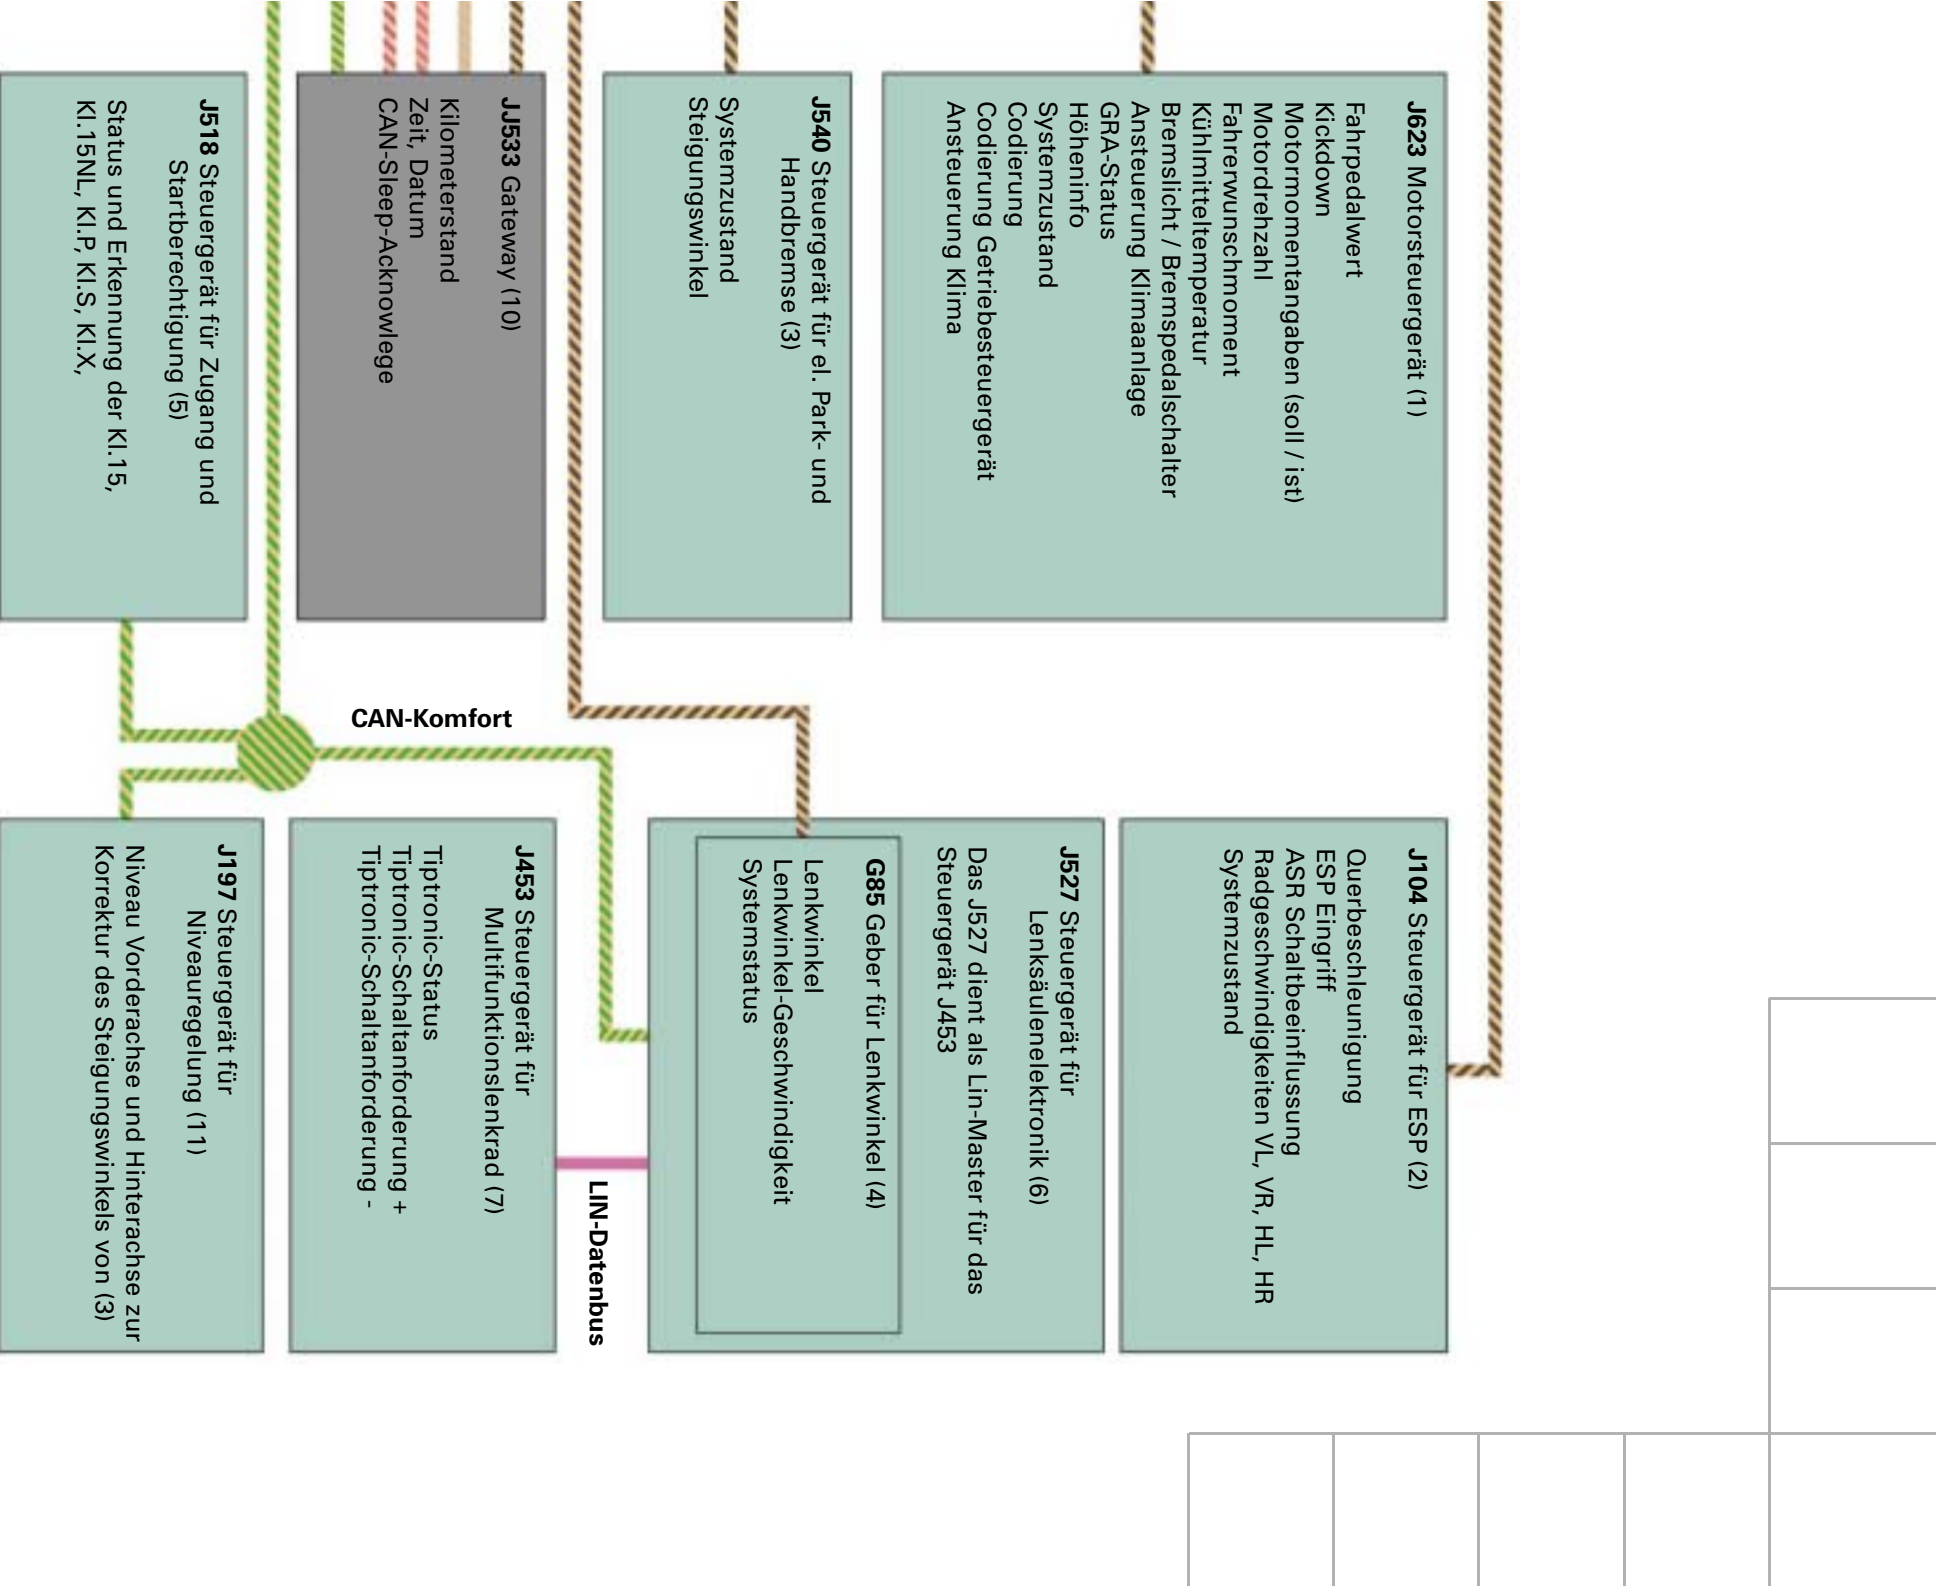 J623 Motorsteuergerät (1)
Fahrpedalwert
Kickdown
Motormomentangaben (soll / ist)
Motordrehzahl
Fahrerwunschmoment
Kühlmitteltemperatur
Bremslicht / Bremspedalschalter
Ansteuerung Klimaanlage
GRA-Status
Höheninfo
Systemzustand
Codierung
Codierung Getriebesteuergerät
Ansteuerung Klima
J540 Steuergerät für el. Park- und
Handbremse (3)
Systemzustand
Steigungswinkel
JJ533 Gateway (10)
Kilometerstand
Zeit, Datum
CAN-Sleep-Acknowlege
J518 Steuergerät für Zugang und
Startberechtigung (5)
Status und Erkennung der Kl.15,
Kl.15NL, Kl.P, Kl.S, Kl.X,
CAN-Komfort
J104 Steuergerät für ESP (2)
Querbeschleunigung
ESP Eingriff
ASR Schaltbeeinflussung
Radgeschwindigkeiten VL, VR, HL, HR
Systemzustand
J527 Steuergerät für
Lenksäulenelektronik (6)
Das J527 dient als Lin-Master für das
Steuergerät J453
G85 Geber für Lenkwinkel (4)
Lenkwinkel
Lenkwinkel-Geschwindigkeit
Systemstatus
LIN-Datenbus
J453 Steuergerät für
Multifunktionslenkrad (7)
Tiptronic-Status
Tiptronic-Schaltanforderung +
Tiptronic-Schaltanforderung -
J197 Steuergerät für
Niveauregelung (11)
Niveau Vorderachse und Hinterachse zur
Korrektur des Steigungswinkels von (3)